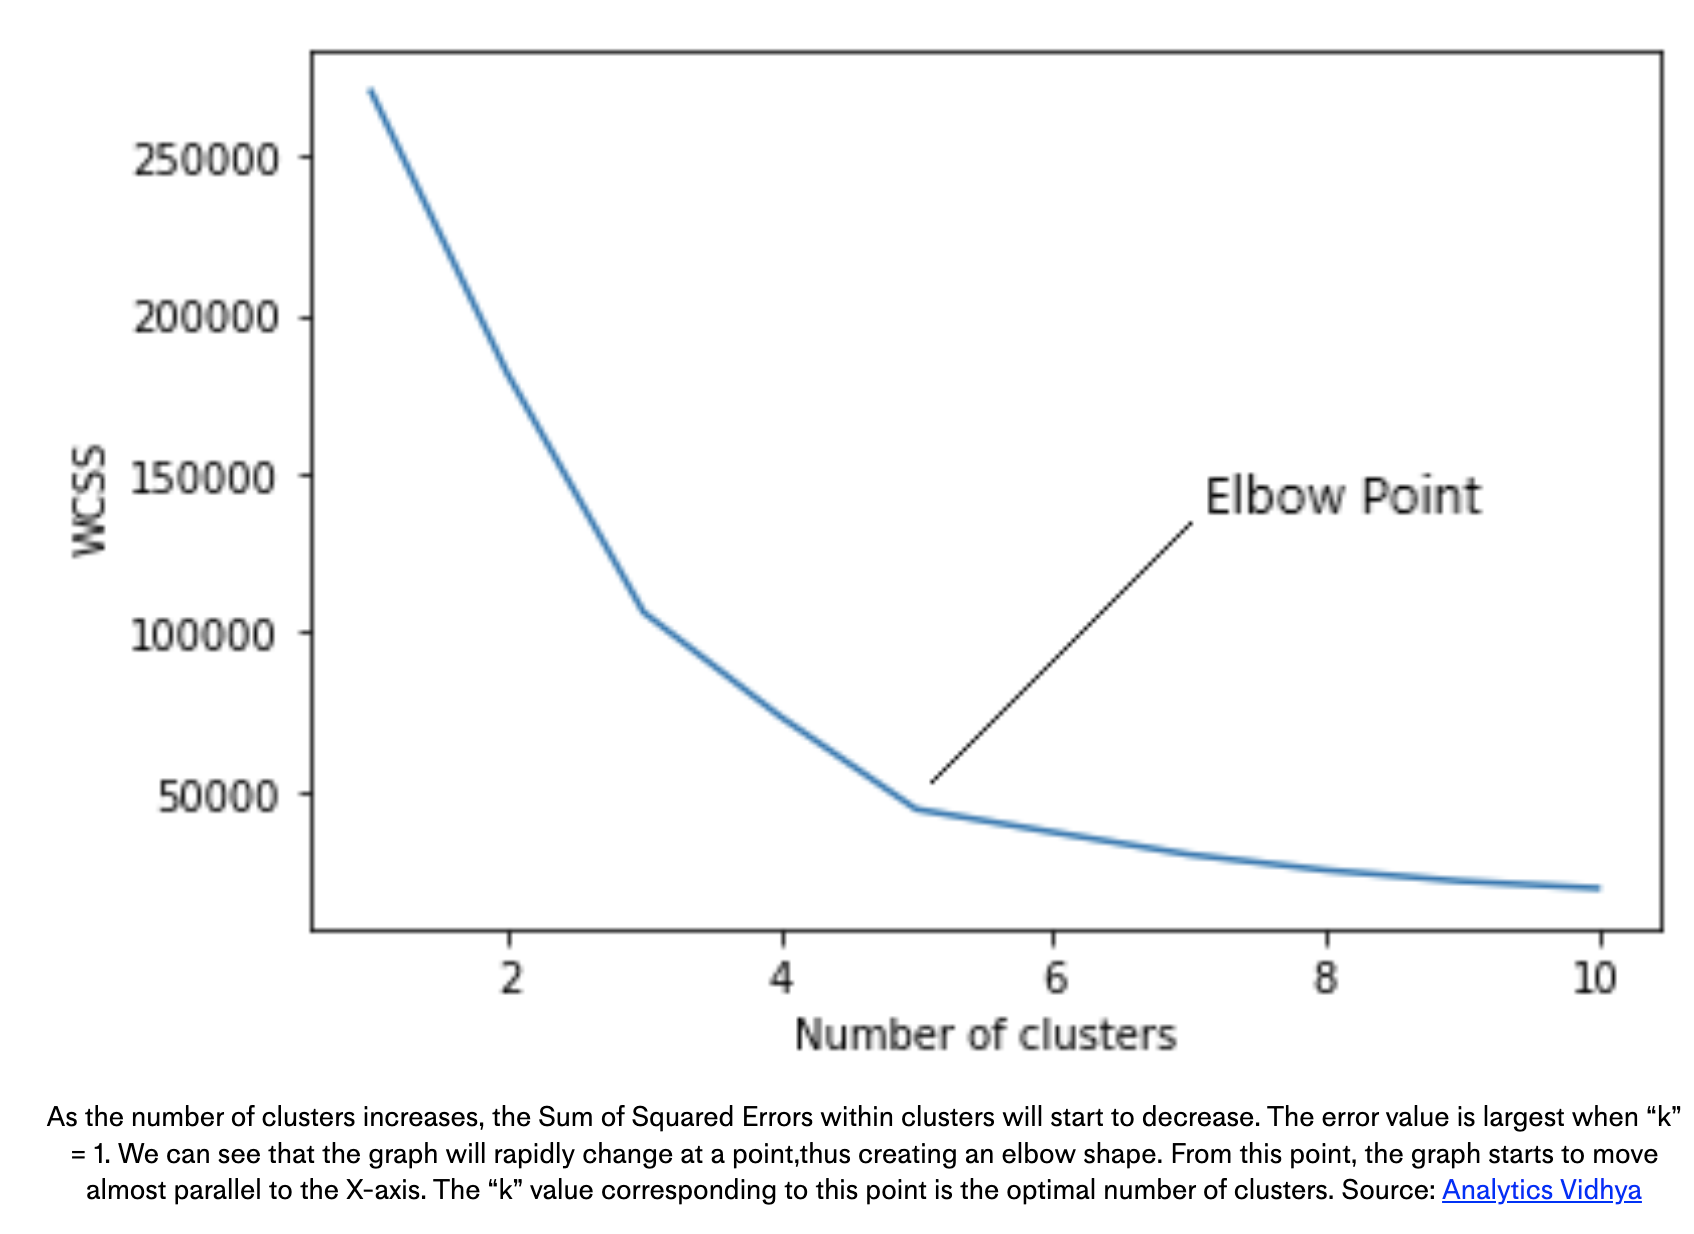 250000
200000
150000
100000
50000
WCSS
Elbow Point
2 4 6 8 10
Number of clusters
As the number of clusters increases, the Sum of Squared Errors within clusters will start to decrease. The error value is largest when “k”
= 1. We can see that the graph will rapidly change at a point,thus creating an elbow shape. From this point, the graph starts to move
almost parallel to the X-axis. The “k” value corresponding to this point is the optimal number of clusters. Source: Analytics Vidhya